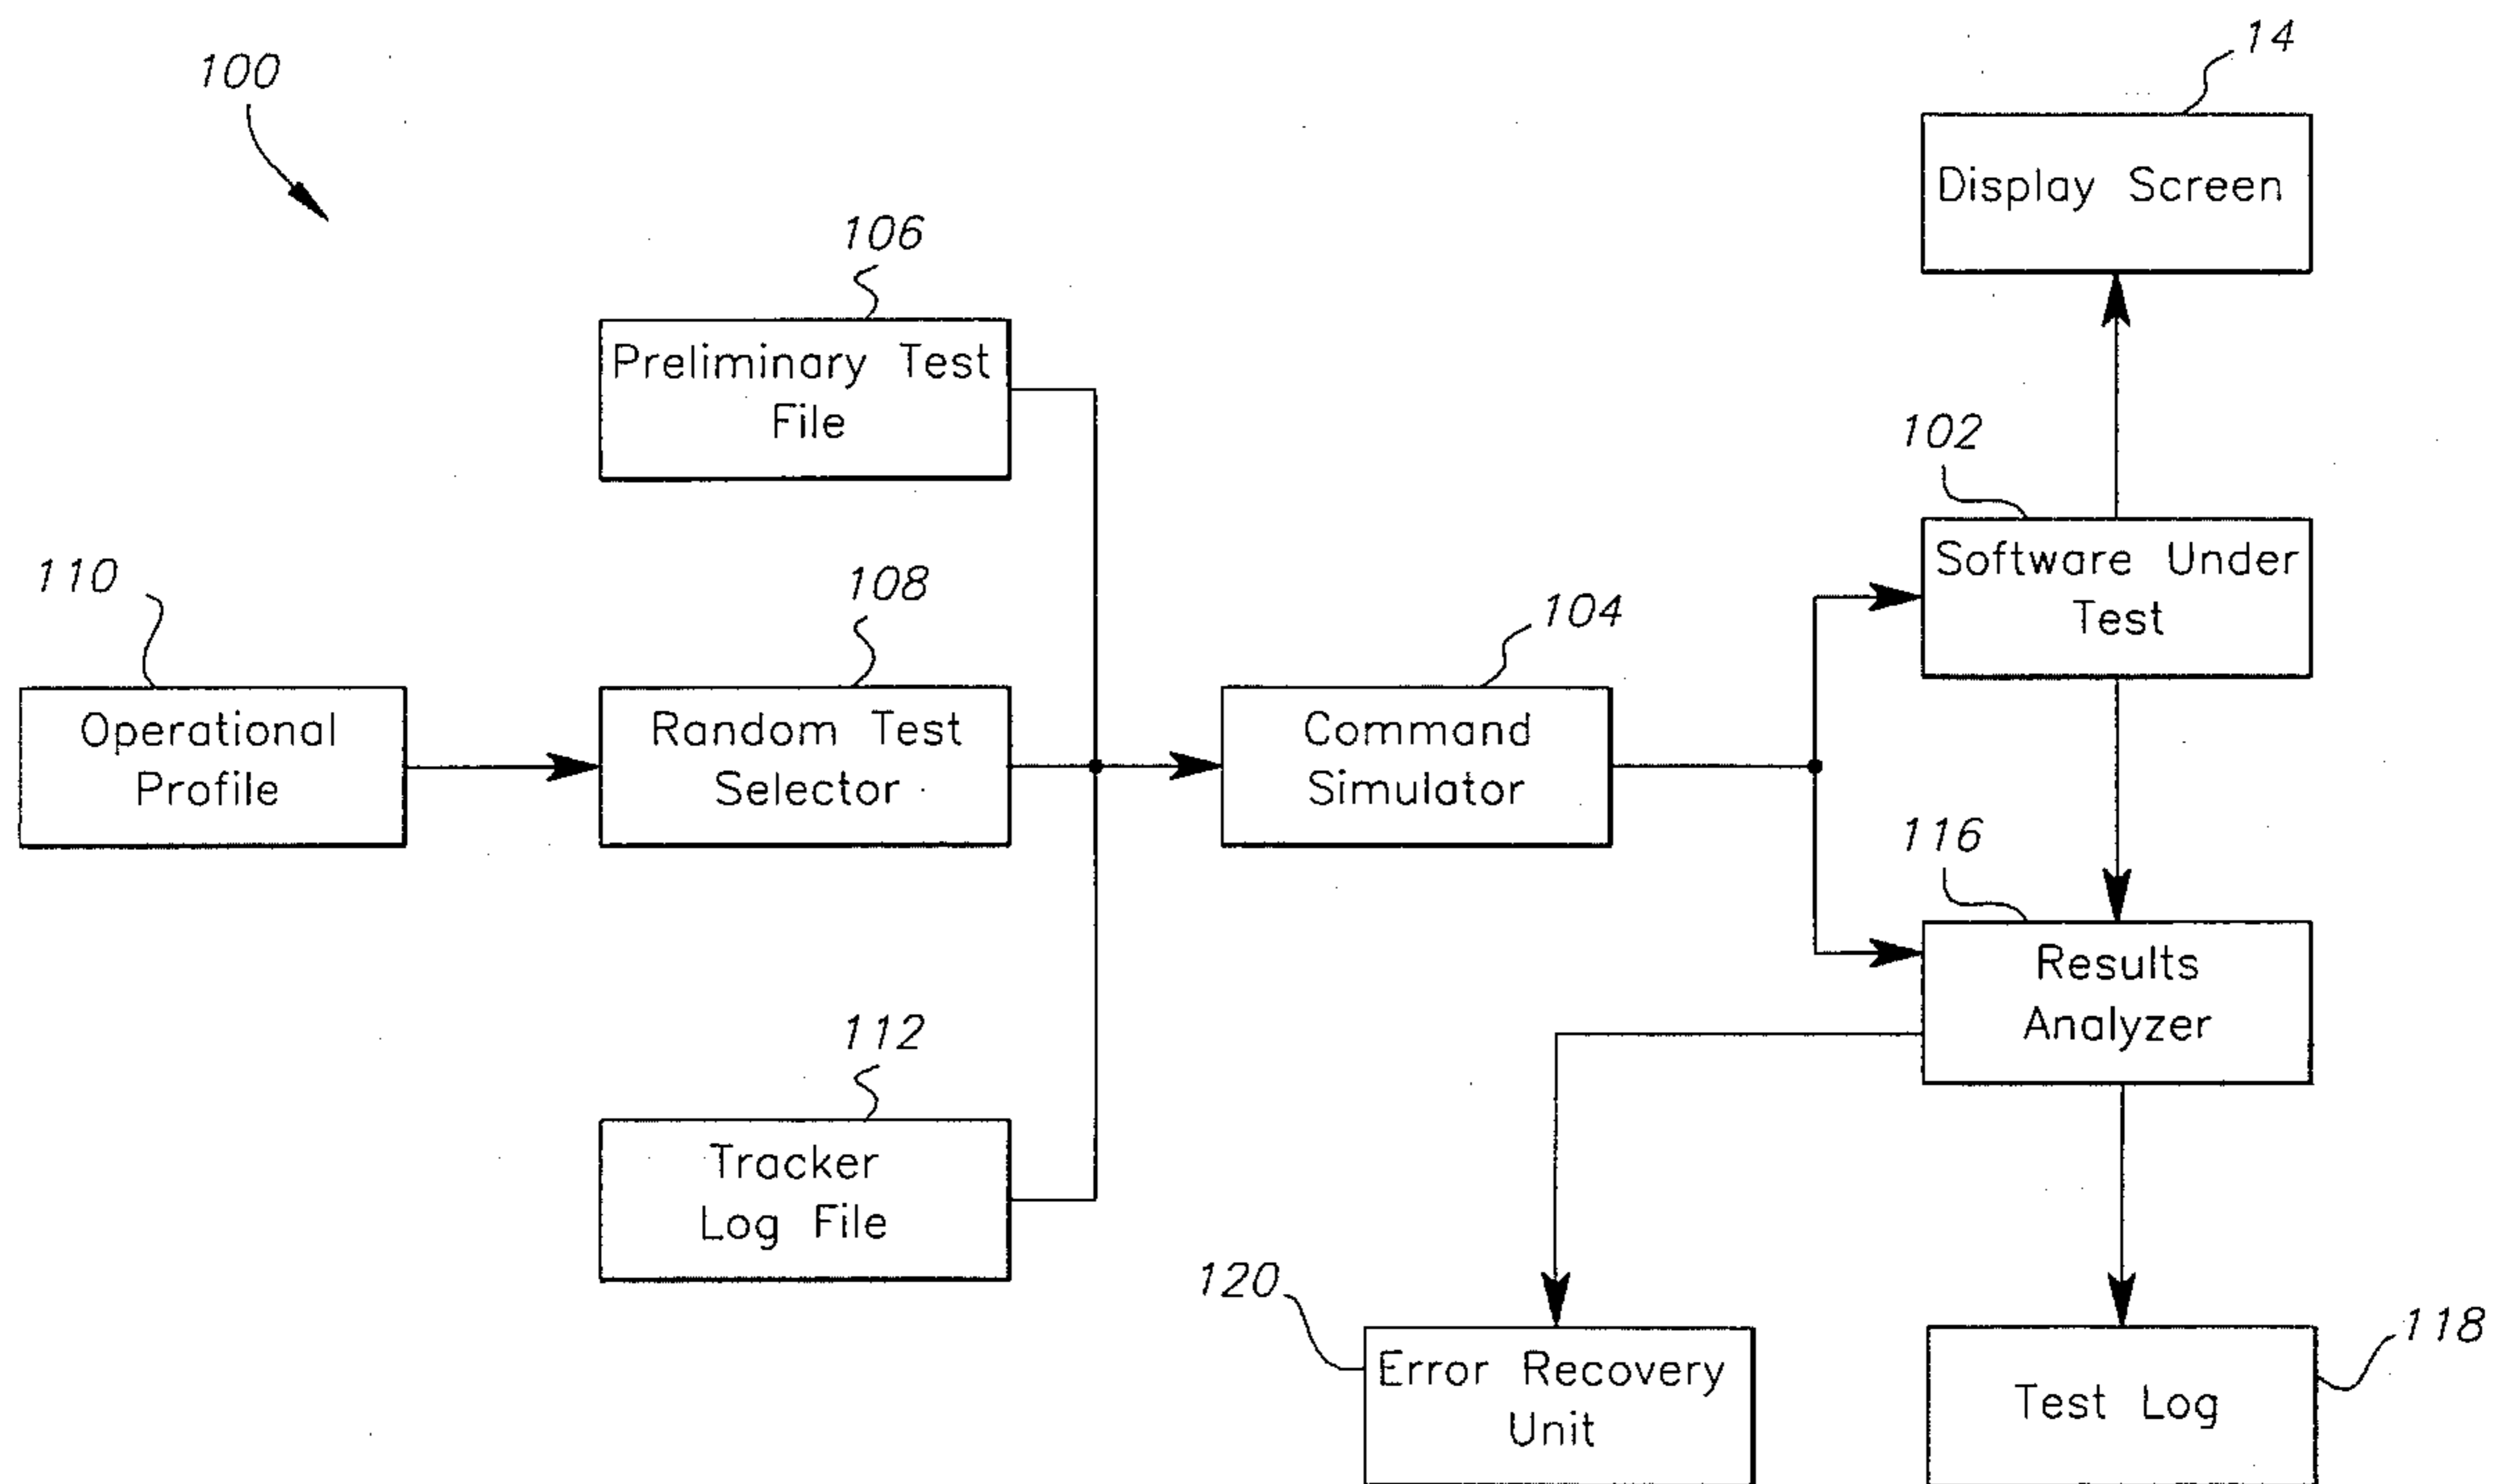 100
14
Display Screen
106
Preliminary Test
File
102
Software Under
Test
110
Operational
Profile
108
Random Test
Selector
104
Command
Simulator
116
Results
Analyzer
112
Tracker
Log File
120
Error Recovery
Unit
118
Test Log